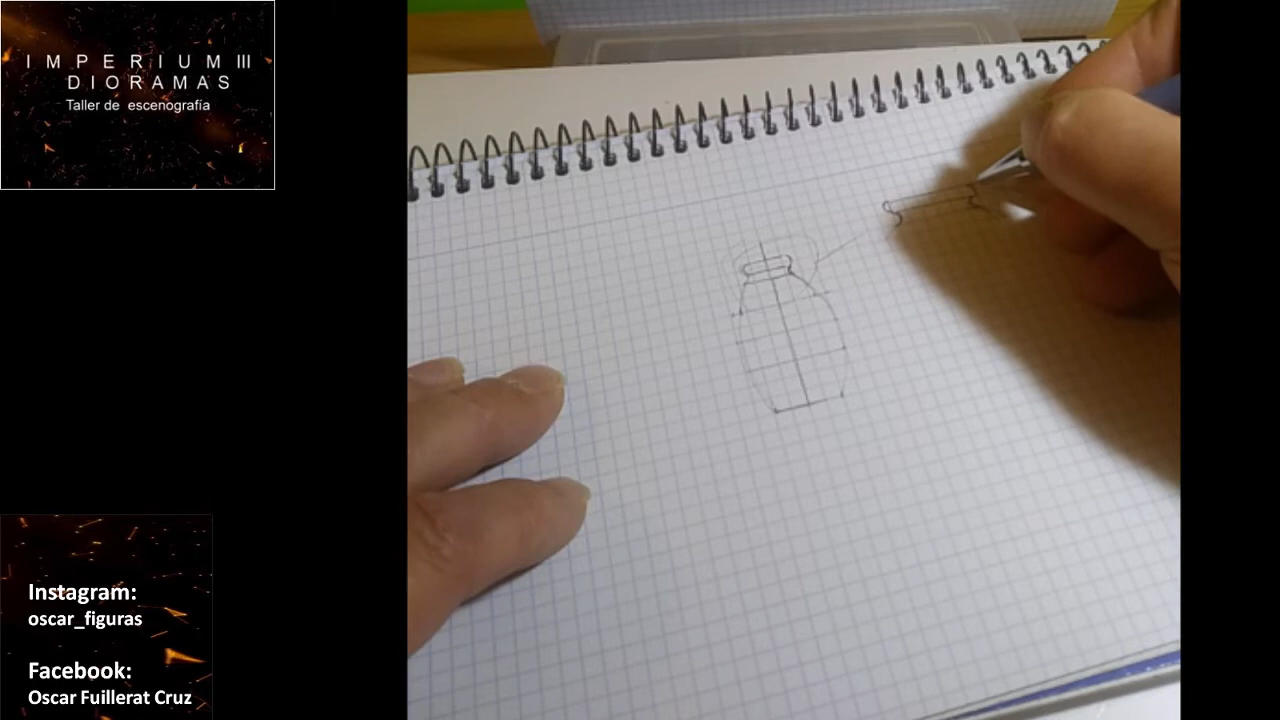 IMPERIUM III
DIORAMAS
Taller de escenografía
Instagram:
oscar_figuras
Facebook:
Oscar Fuillerat Cruz